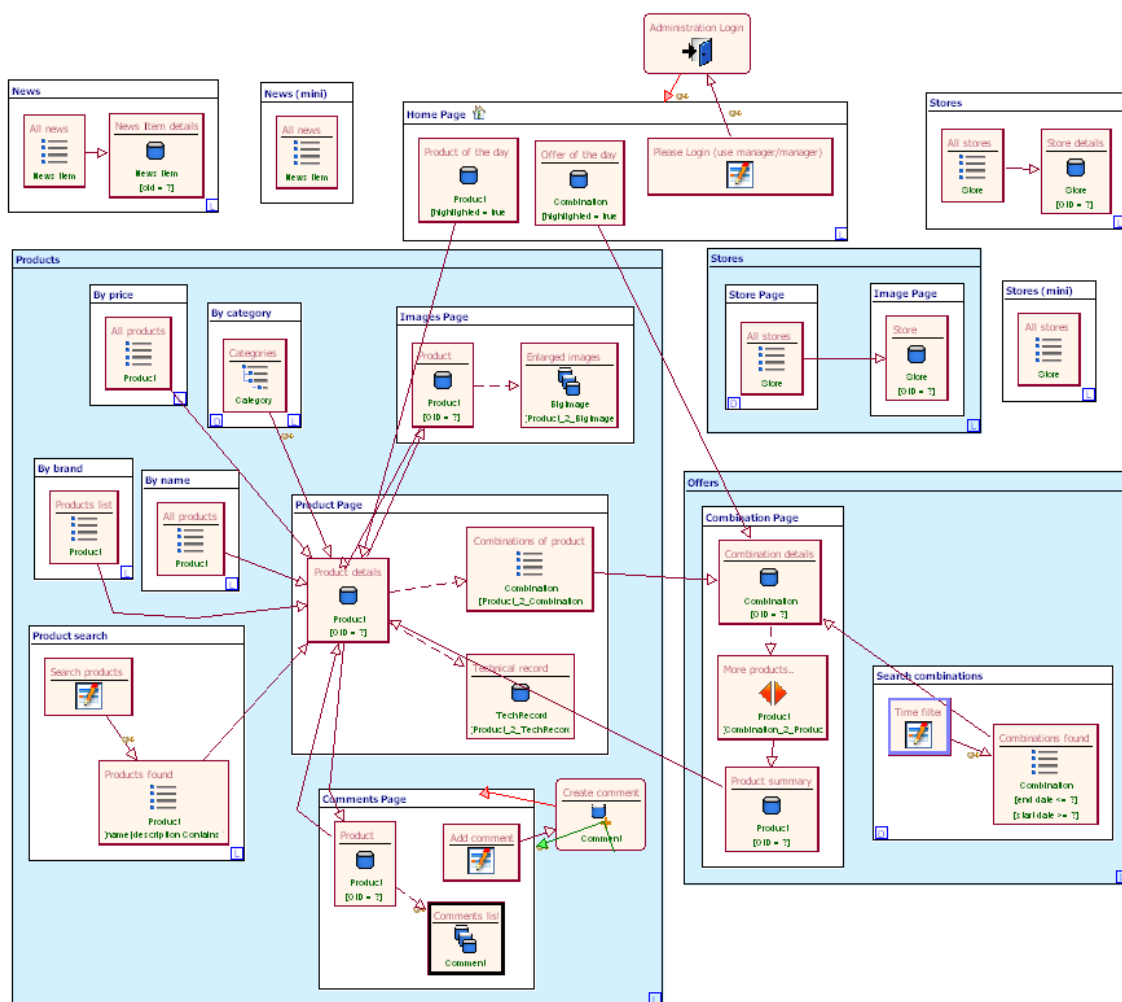 Administration Login
News
All news
News Item
News Item details
News Item
[oid = ?]
News (mini)
All news
News Item
Home Page
Product of the day
Product
[highlighted = true
Offer of the day
Combination
[highlighted = true
Please Login (use manager/manager)
Stores
All stores
Store
Store details
Store
[OID = ?]
L
L
L
Products
By price
All products
Product
L
By category
Categories
Category
D
L
Images Page
Product
Product
[OID = ?]
Enlarged images
BigImage
[Product_2_BigImage
Stores
Store Page
All stores
Store
D
Image Page
Store
Store
[OID = ?]
L
Stores (mini)
All stores
Store
L
By brand
Products list
Product
L
By name
All products
Product
L
Product Page
Product details
Product
[OID = ?]
Combinations of product
Combination
[Product_2_Combination
Technical record
TechRecord
[Product_2_TechRecord
Product search
Search products
Products found
Product
[name|description Contains
L
Comments Page
Product
Product
[OID = ?]
Add comment
Comments list
Comment
Create comment
Comment
L
Offers
Combination Page
Combination details
Combination
[OID = ?]
More products..
Product
[Combination_2_Produc
Product summary
Product
[OID = ?]
Search combinations
Time filter
Combinations found
Combination
[end date <= ?]
[start date >= ?]
D
L